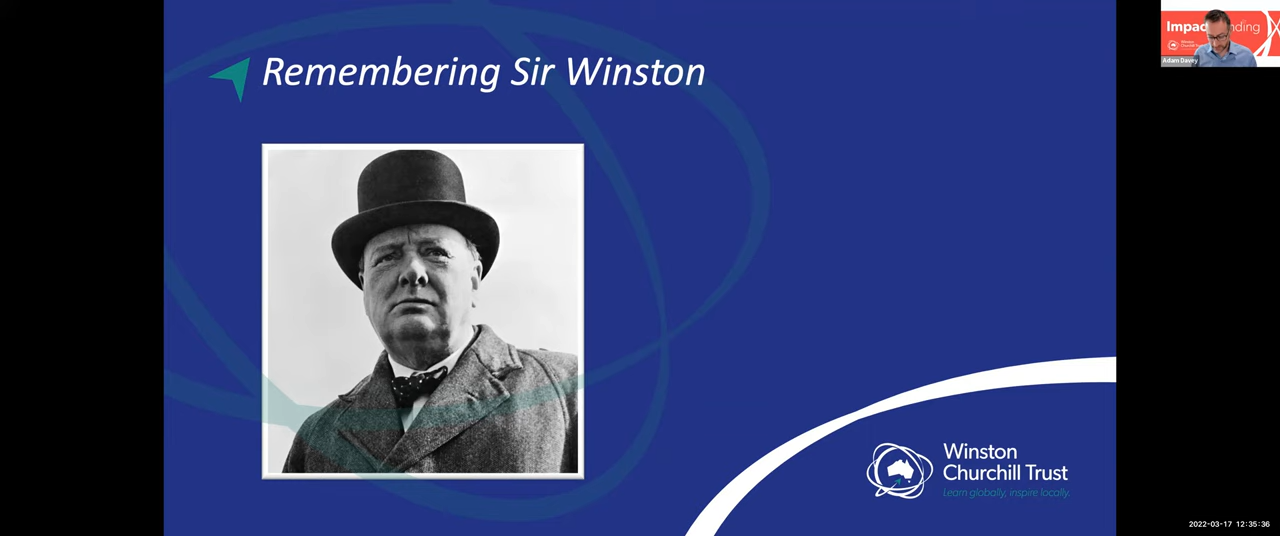 Remembering Sir Winston
Winston
Churchill Trust
Learn globally, inspire locally.
Adam Davey
2022-03-17 12:35:36